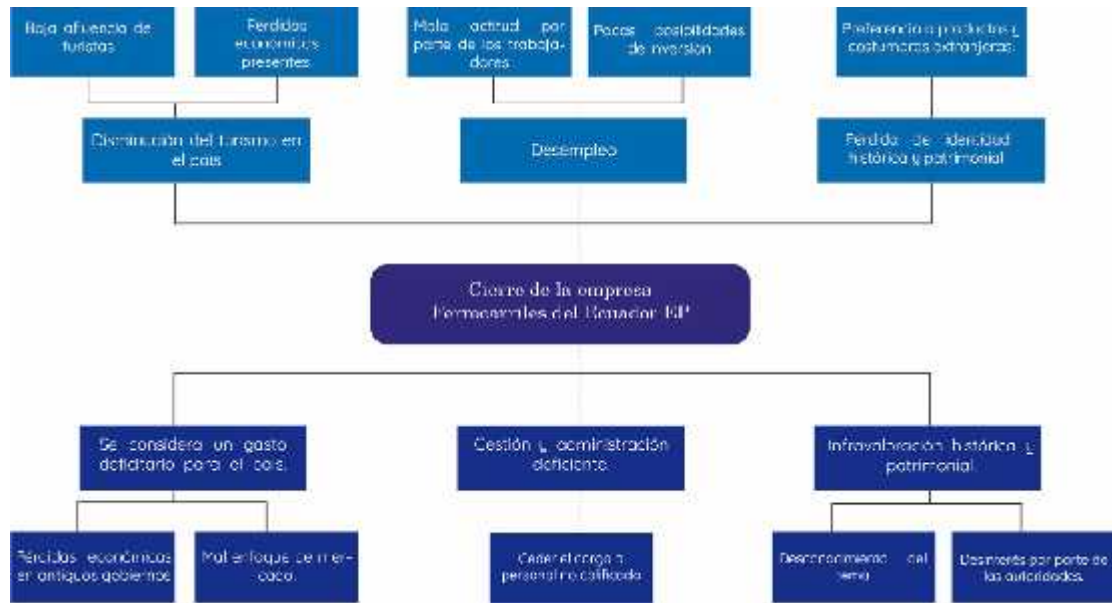 Baja afluencia de
turistas
Perdidas
económicas
presentes
Mala actitud por
parte de los trabaja-
dores
Pocas posibilidades
de inversión
Preferencia a productos y
costumbres extranjeras.
Disminución del turismo en
el país
Desempleo
Perdida de identidad
histórica y patrimonial
Cierre de la empresa
Ferrocarriles del Ecuador EP
Se considera un gasto
deficitario para el país.
Gestión y administración
deficiente.
Infravaloración histórica y
patrimonial.
Pérdidas económicas
en antiguos gobiernos
Mal enfoque de mer-
cado.
Ceder el cargo a
personal no calificado
Desconocimiento del
tema
Desinterés por parte de
las autoridades.